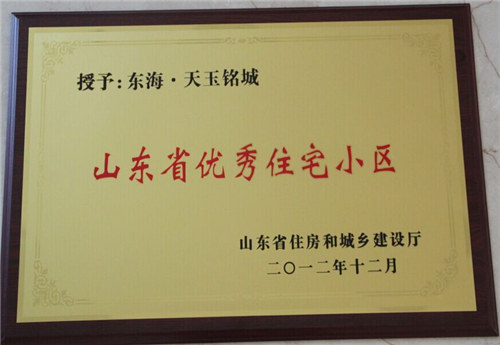 授予:东海·天玉铭城
山东省优秀住宅小区
山东省住房和城乡建设厅
二〇一二年十二月